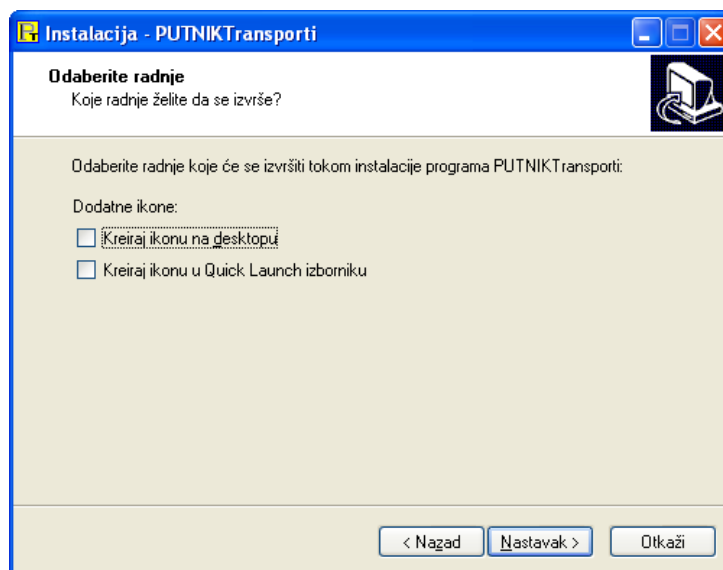 Instalacija - PUTNIKTransporti
Odaberite radnje
Koje radnje želite da se izvrše?
Odaberite radnje koje će se izvršiti tokom instalacije programa PUTNIKTransporti:
Dodatne ikone:
Kreiraj ikonu na desktopu
Kreiraj ikonu u Quick Launch izborniku
< Nazad
Nastavak >
Otkaži